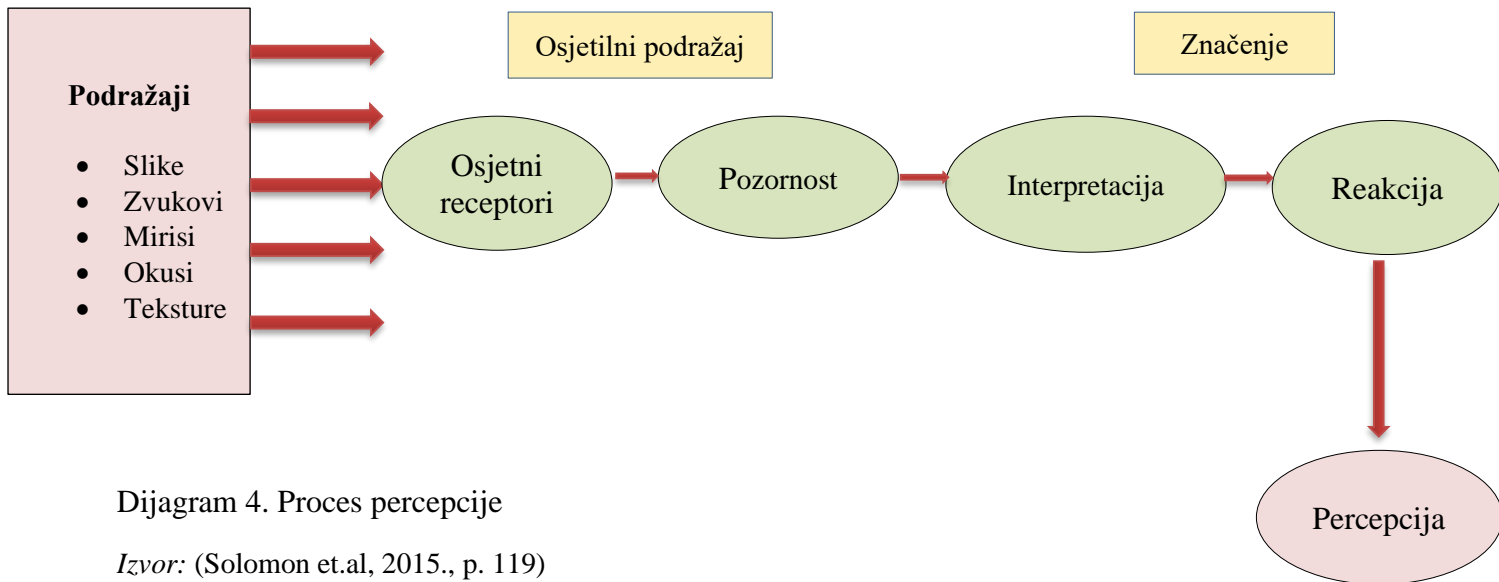 Podražaji
• Slike
• Zvukovi
• Mirisi
• Okusi
• Teksture
Osjetilni podražaj
Značenje
Osjetni
receptori
Pozornost
Interpretacija
Reakcija
Percepcija
Dijagram 4. Proces percepcije
Izvor: (Solomon et.al, 2015., p. 119)